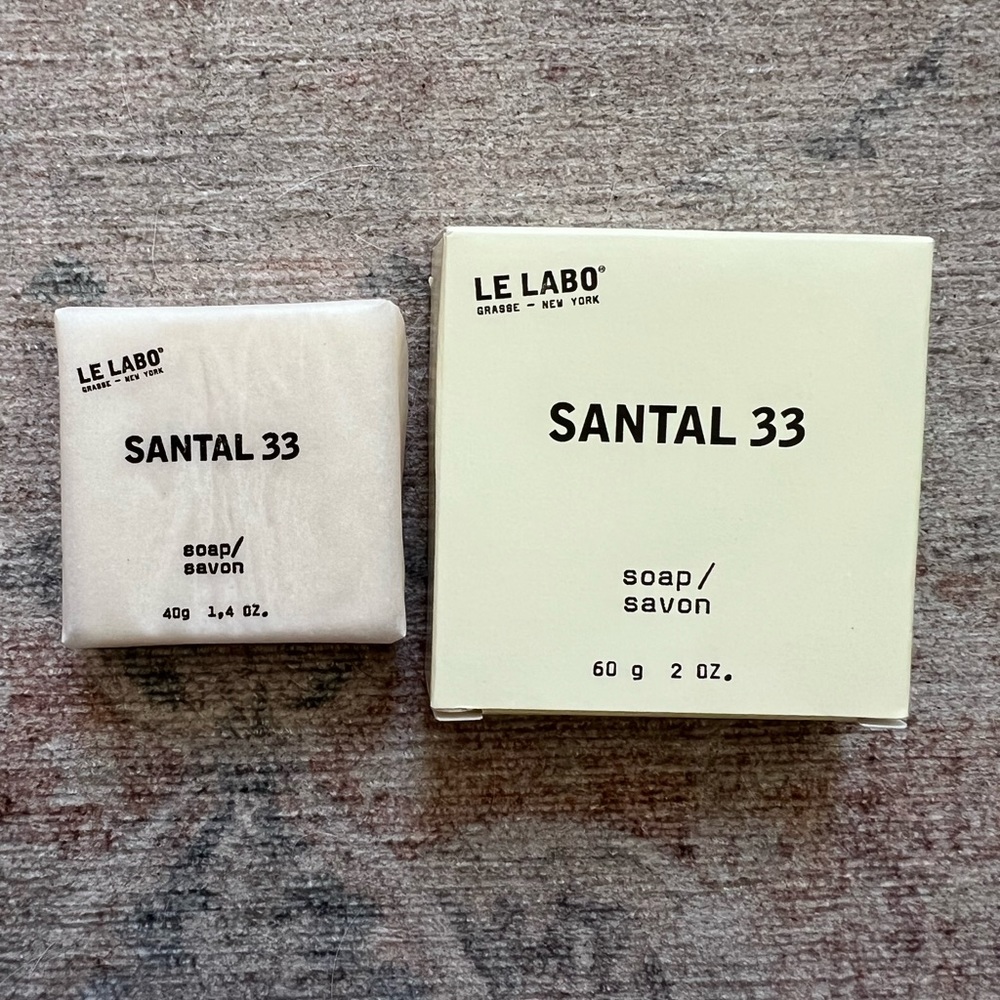 LE LABO®
GRASSE — NEW YORK
SANTAL 33
soap/
savon
40g 1,4 OZ.
LE LABO®
GRASSE — NEW YORK
SANTAL 33
soap/
savon
60 g 2 OZ.